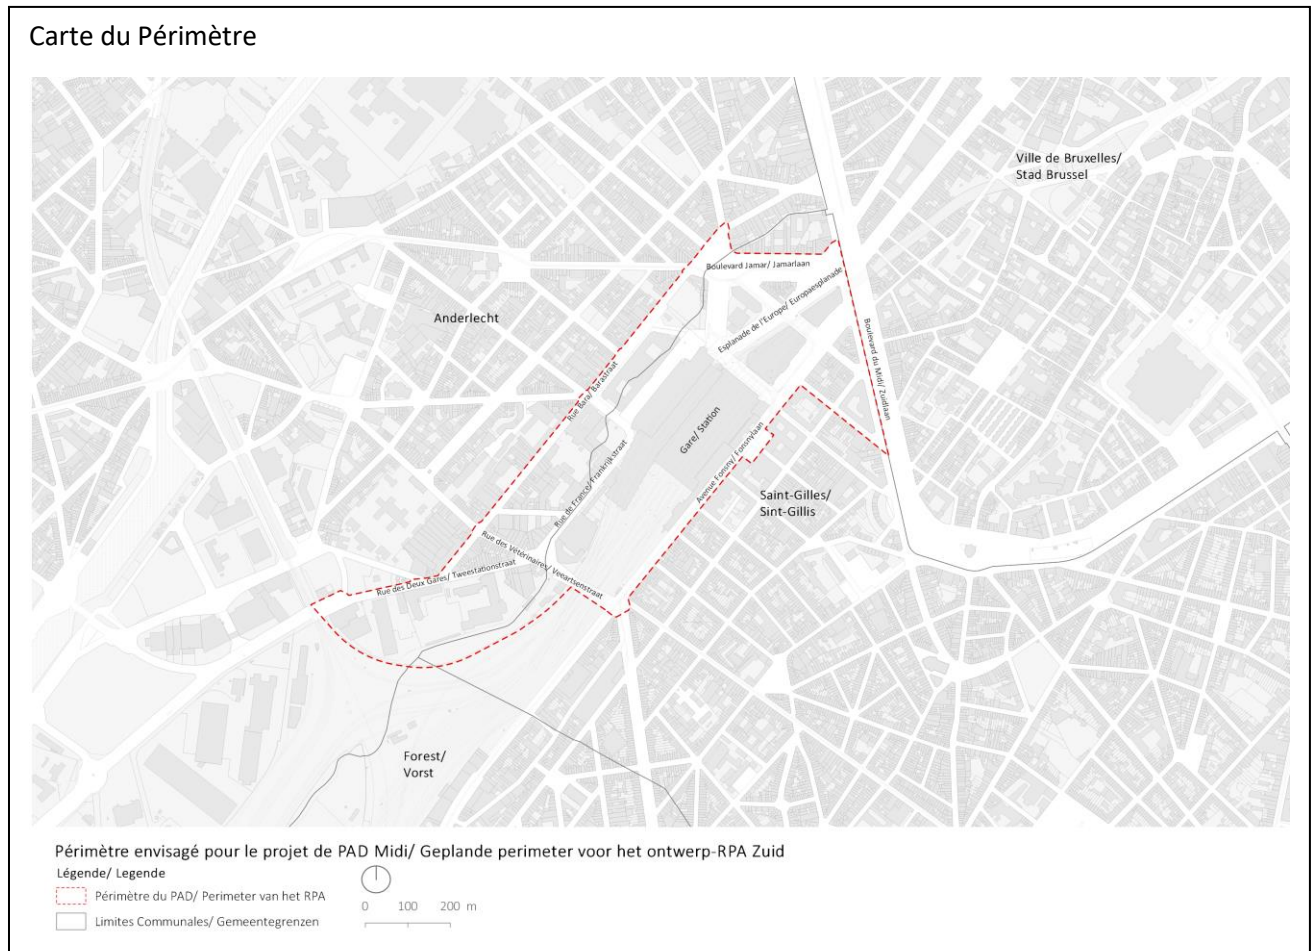 Carte du Périmètre
Ville de Bruxelles/
Stad Brussel
Boulevard Jamar/ Jamarlaan
Esplanade de l'Europe/ Europaesplanade
Anderlecht
Boulevard du Midi/ Zuidlaan
Rue Bara/ Barastraat
Gare/ Station
Rue de France/ Frankrijkstraat
Avenue Fonsny/ Fonsnylaan
Saint-Gilles/
Sint-Gillis
Rue des Vétérinaires/ Veeartsenstraat
Rue des Deux Gares/ Tweestationstraat
Forest/
Vorst
Périmètre envisagé pour le projet de PAD Midi/ Geplande perimeter voor het ontwerp-RPA Zuid
Légende/ Legende
Périmètre du PAD/ Perimeter van het RPA
Limites Communales/ Gemeentegrenzen
0 100 200 m